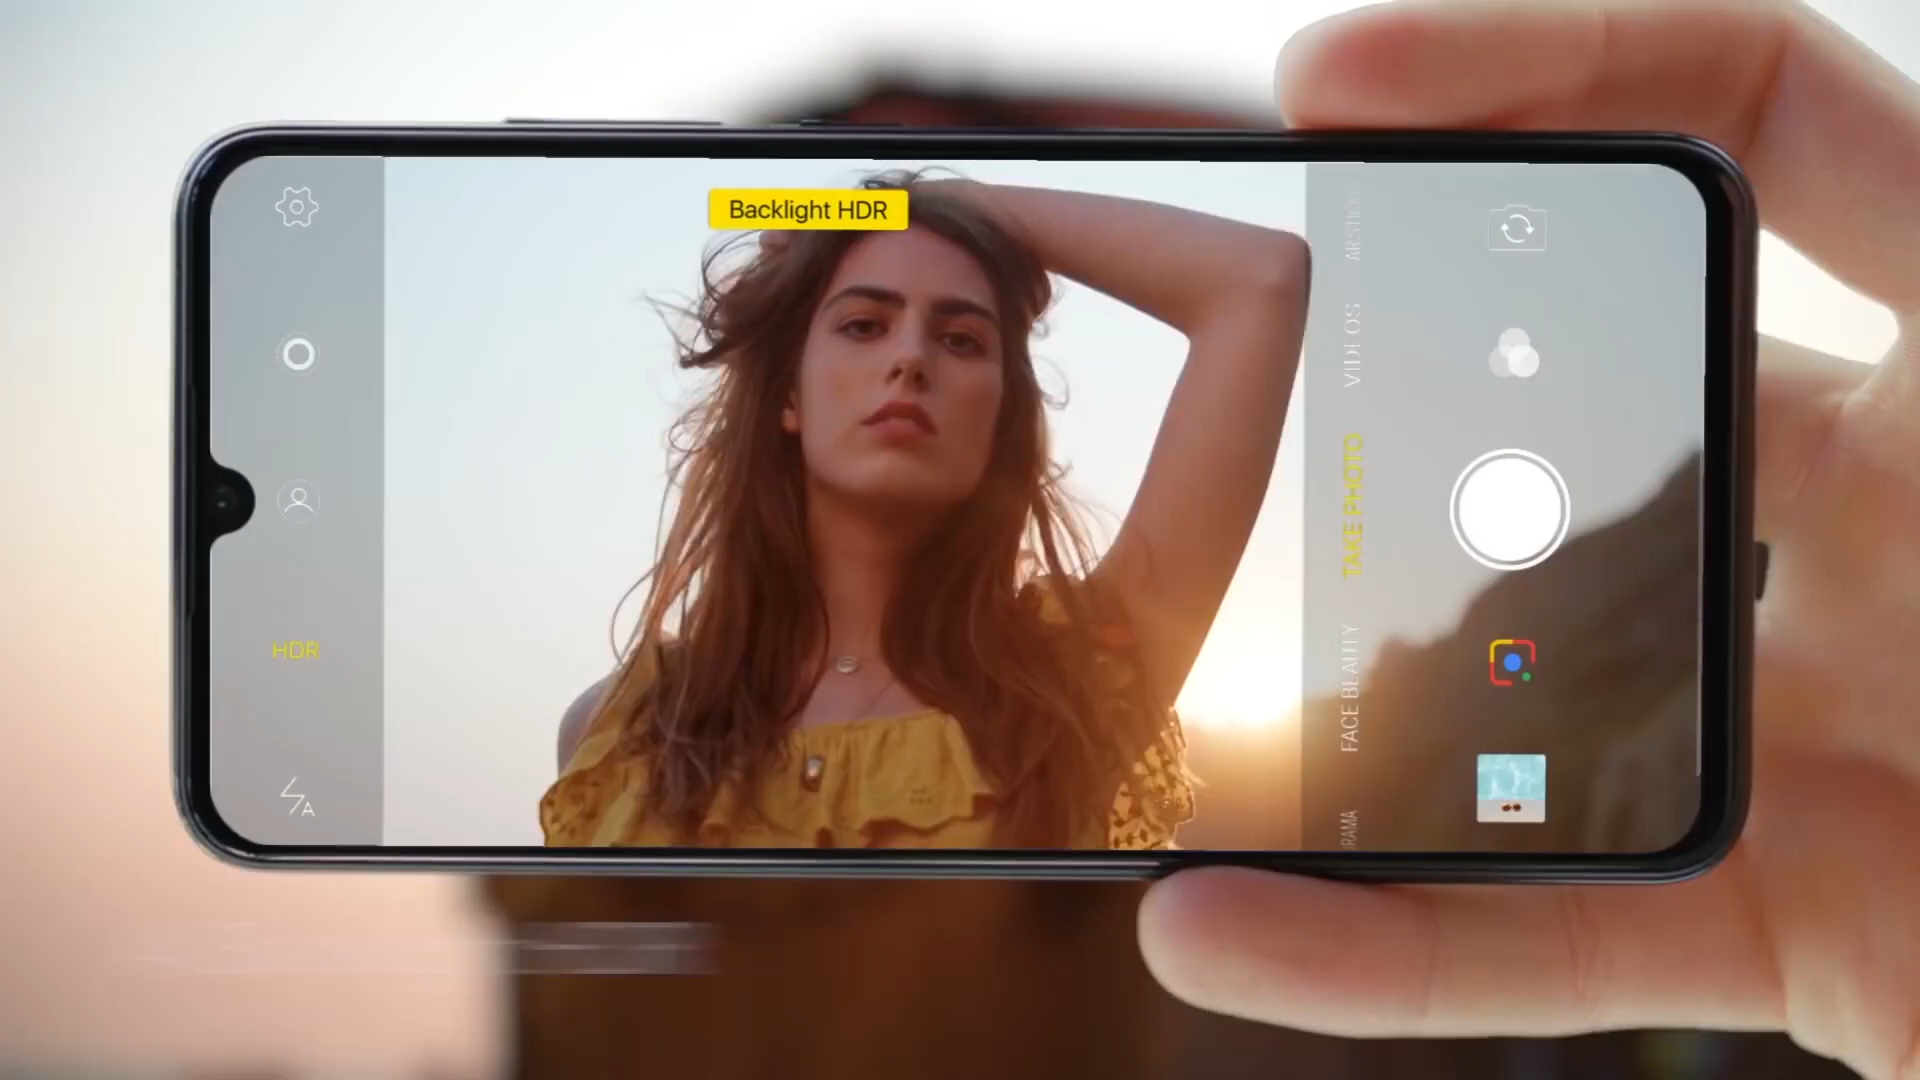 Backlight HDR
HDR
A
VIDEOS
TAKE PHOTO
FACE BEAUTY